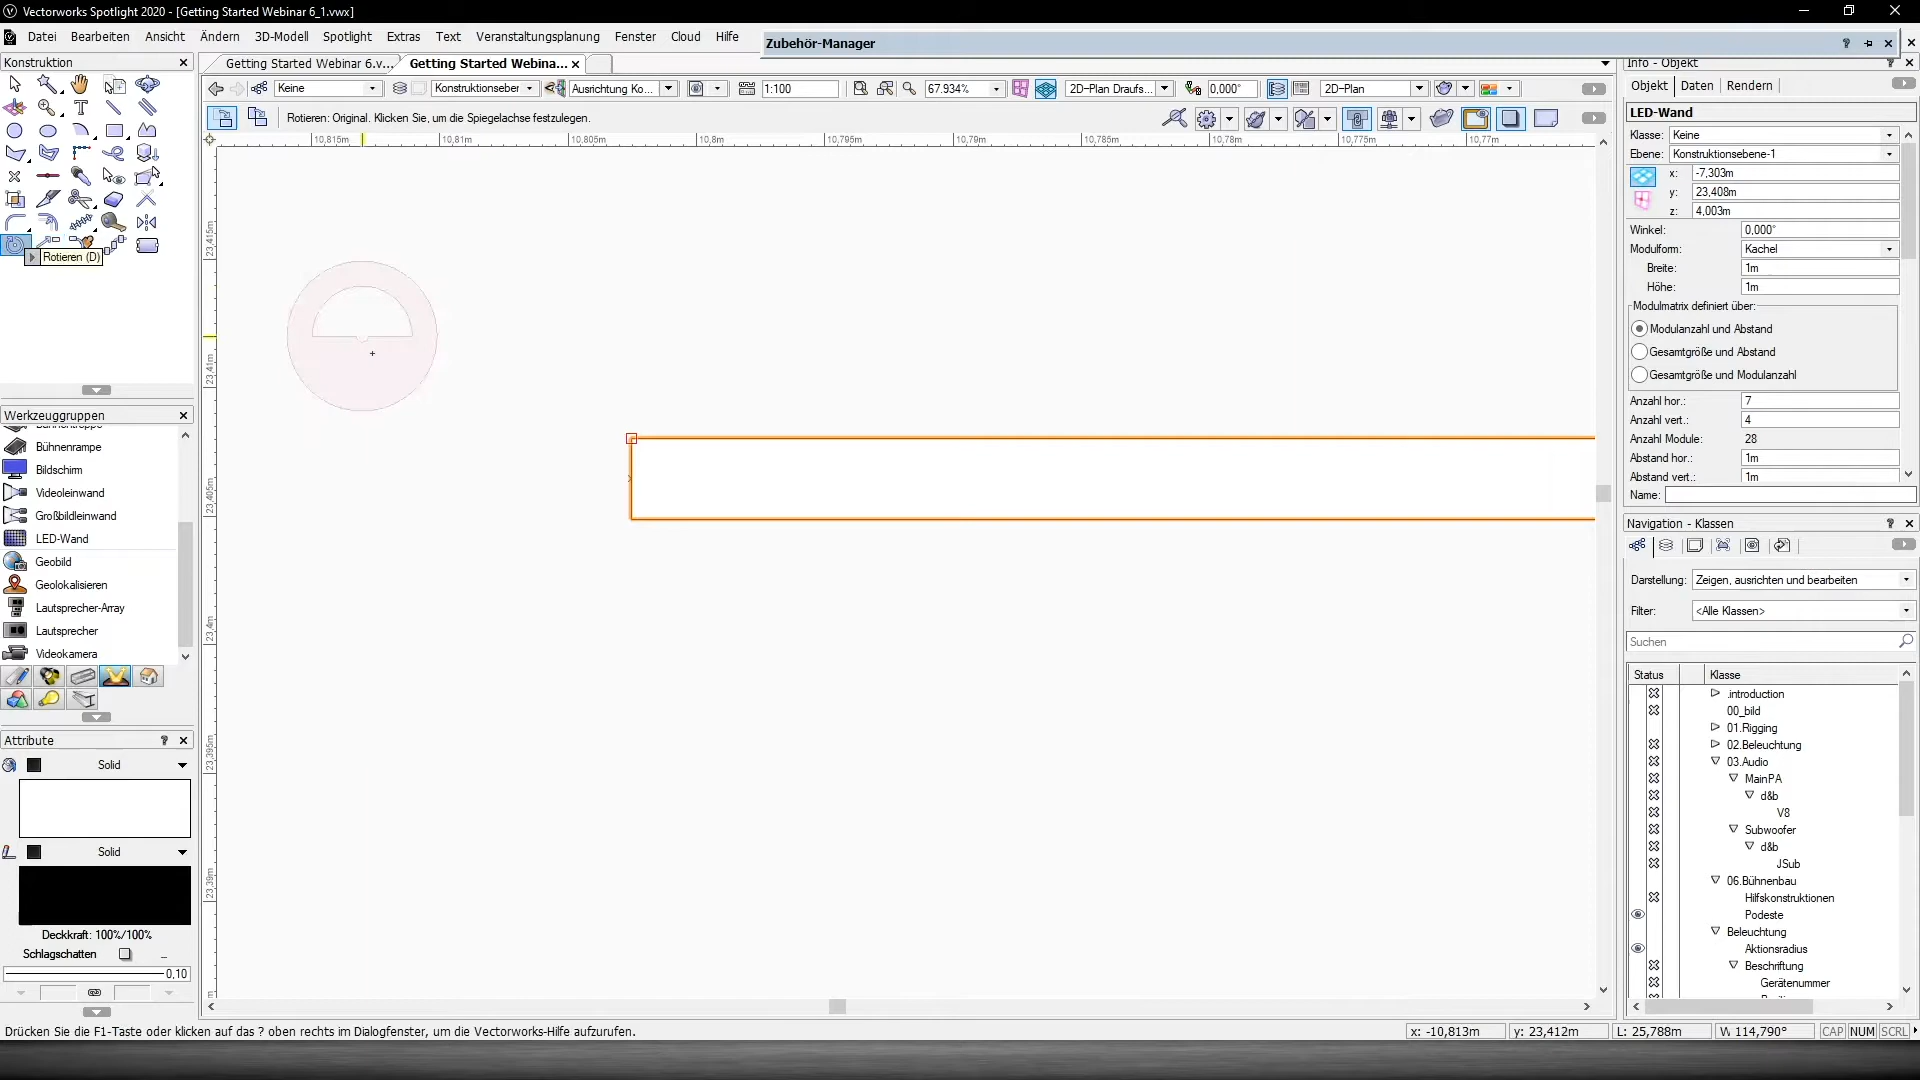 Vectorworks Spotlight 2020 - [Getting Started Webinar 6_1.vwx]
Datei Bearbeiten Ansicht Ändern 3D-Modell Spotlight Extras Text Veranstaltungsplanung Fenster Cloud Hilfe
Zubehör-Manager
Konstruktion
Getting Started Webinar 6.v... Getting Started Webina...
Info - Objekt
Keine Konstruktionseber Ausrichtung Ko... 1:100 67.934% 2D-Plan Draufs... 0,000° 2D-Plan
Objekt Daten Rendern
Rotieren: Original. Klicken Sie, um die Spiegelachse festzulegen.
LED-Wand
10,815m 10,81m 10,805m 10,8m 10,795m 10,79m 10,785m 10,78m 10,775m 10,77m
Klasse: Keine
Ebene: Konstruktionsebene-1
x: -7,303m
y: 23,408m
z: 4,003m
Winkel: 0,000°
Modulform: Kachel
Breite: 1m
Höhe: 1m
Modulmatrix definiert über:
Modulanzahl und Abstand
Gesamtgröße und Abstand
Gesamtgröße und Modulanzahl
Anzahl hor.: 7
Anzahl vert.: 4
Anzahl Module: 28
Abstand hor.: 1m
Abstand vert.: 1m
Name:
Rotieren (D)
23,415m
23,41m
23,405m
23,4m
23,395m
23,39m
Werkzeuggruppen
Bühnenrampe
Bildschirm
Videoleinwand
Großbildleinwand
LED-Wand
Geobild
Geolokalisieren
Lautsprecher-Array
Lautsprecher
Videokamera
Attribute
Solid
Solid
Deckkraft: 100%/100%
Schlagschatten
0,10
Navigation - Klassen
Darstellung: Zeigen, ausrichten und bearbeiten
Filter: <Alle Klassen>
Suchen
Status Klasse
.introduction
00_bild
01.Rigging
02.Beleuchtung
03.Audio
MainPA
d&b
V8
Subwoofer
d&b
JSub
06.Bühnenbau
Hilfskonstruktionen
Podeste
Beleuchtung
Aktionsradius
Beschriftung
Gerätenummer
Drücken Sie die F1-Taste oder klicken auf das ? oben rechts im Dialogfenster, um die Vectorworks-Hilfe aufzurufen.
x: -10,813m y: 23,412m L: 25,788m W 114,790° CAP NUM SCRL